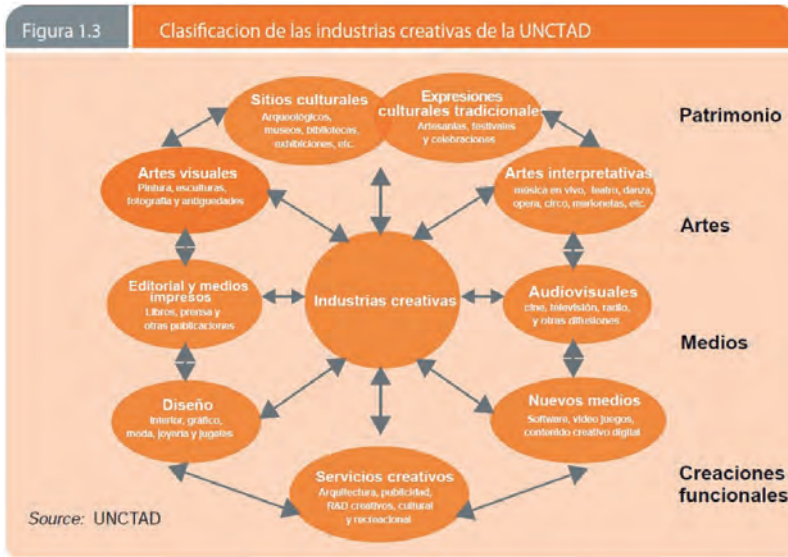 Figura 1.3
Clasificacion de las industrias creativas de la UNCTAD
Sitios culturales
Arqueológicos,
museos, bibliotecas,
exhibiciones, etc.
Expresiones
culturales tradicionales
Artesanías, festivales
y celebraciones
Patrimonio
Artes visuales
Pintura, esculturas,
fotografía y antiguedades
Artes interpretativas
música en vivo, teatro, danza,
opera, circo, marionetas, etc.
Artes
Editorial y medios
impresos
Libros, prensa y
otras publicaciones
Industrias creativas
Audiovisuales
cine, televisión, radio,
y otras difusiones
Medios
Diseño
Interior, gráfico,
moda, joyería y jugetes
Nuevos medios
Software, video juegos,
contenido creativo digital
Servicios creativos
Arquitectura, publicidad,
R&D creativos, cultural
y recreacional
Creaciones
funcionales
Source: UNCTAD